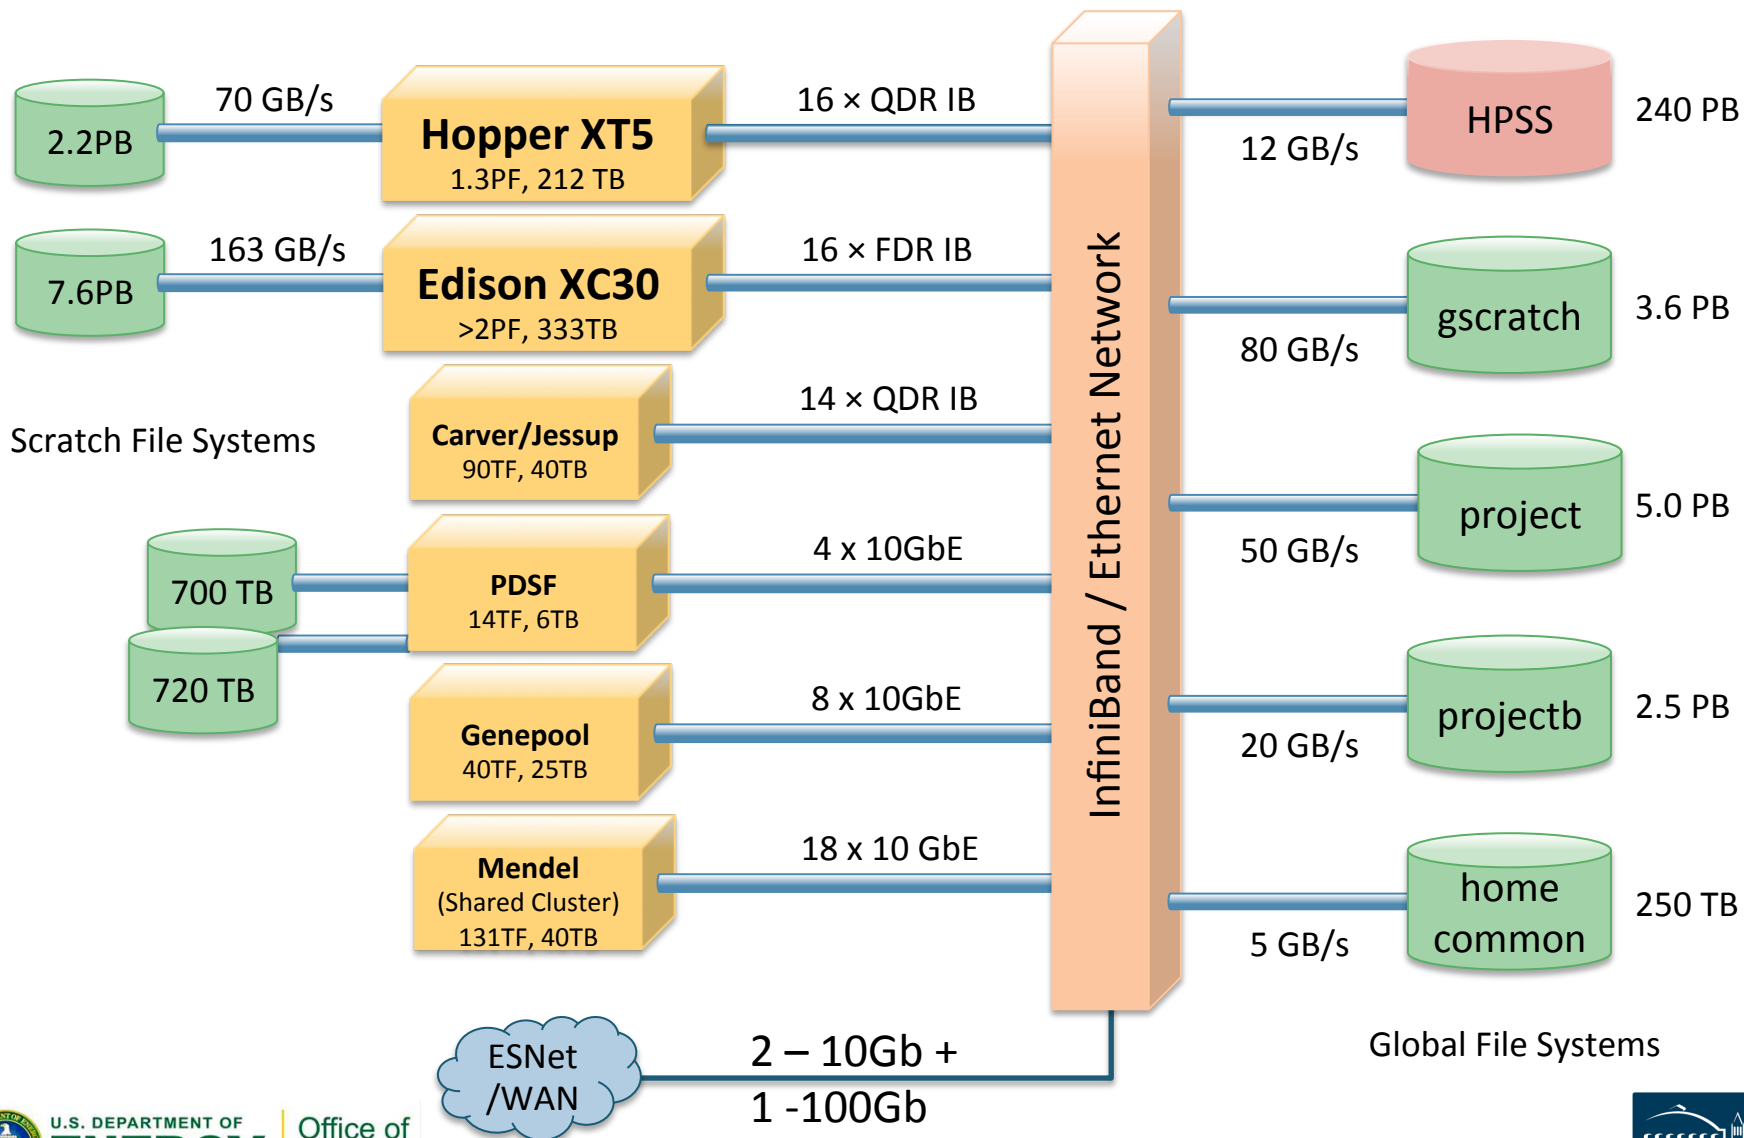 2.2PB
70 GB/s
Hopper XT5
1.3PF, 212 TB
16 × QDR IB
7.6PB
163 GB/s
Edison XC30
>2PF, 333TB
16 × FDR IB
Scratch File Systems
Carver/Jessup
90TF, 40TB
14 × QDR IB
700 TB
720 TB
PDSF
14TF, 6TB
4 x 10GbE
Genepool
40TF, 25TB
8 x 10GbE
Mendel
(Shared Cluster)
131TF, 40TB
18 x 10 GbE
InfiniBand / Ethernet Network
12 GB/s
HPSS
240 PB
80 GB/s
gscratch
3.6 PB
50 GB/s
project
5.0 PB
20 GB/s
projectb
2.5 PB
5 GB/s
home
common
250 TB
Global File Systems
ESNet
/WAN
2 – 10Gb +
1 -100Gb
U.S. DEPARTMENT OF
ENERGY
Office of